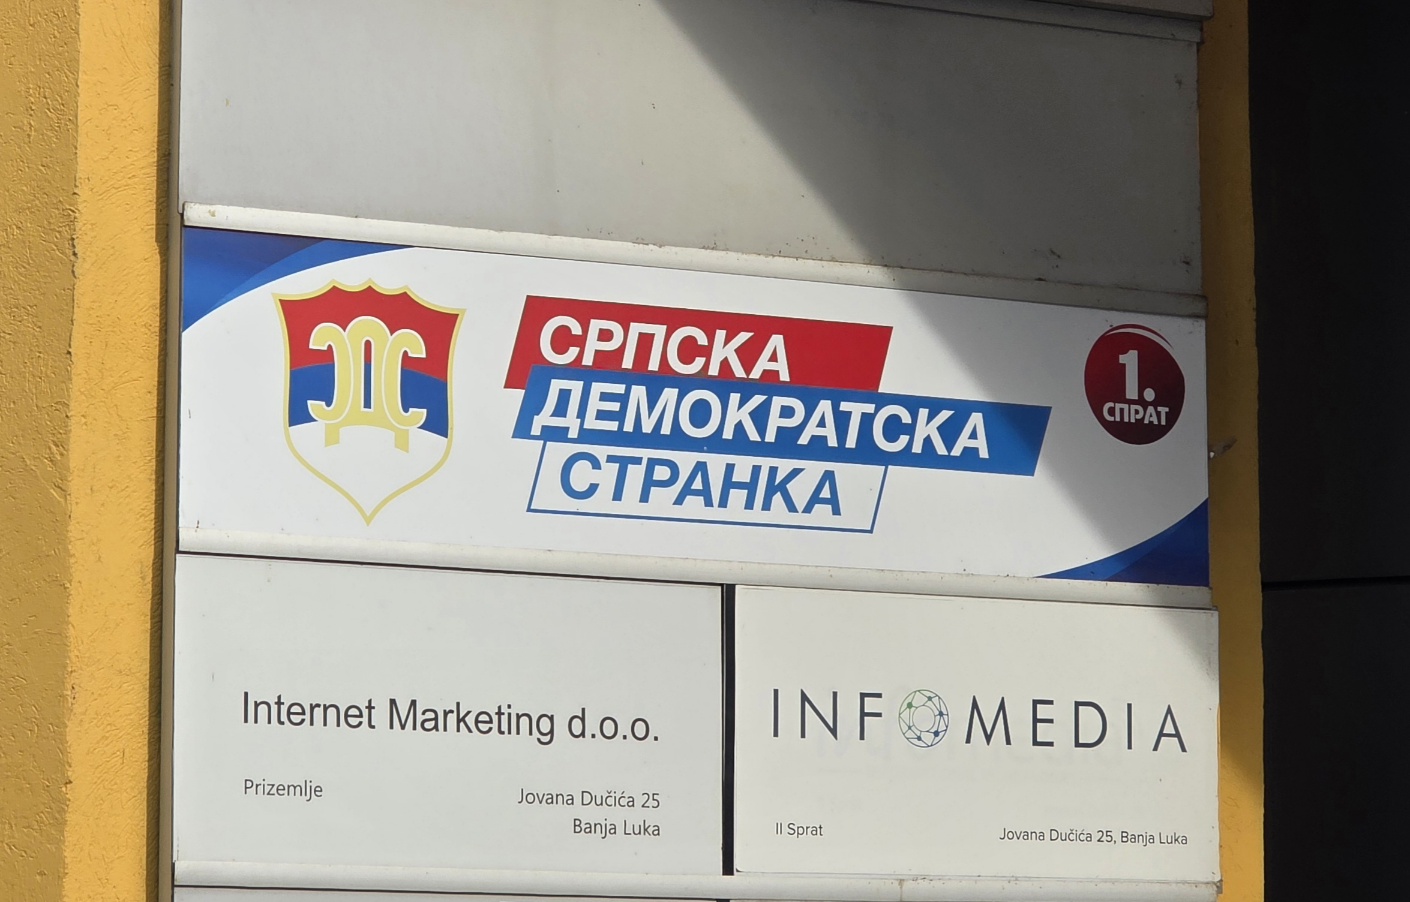 СДС
СРПСКА
ДЕМОКРАТСКА
СТРАНКА
1.
СПРАТ
Internet Marketing d.o.o.
Prizemlje
Jovana Dučića 25
Banja Luka
INFOMEDIA
II Sprat
Jovana Dučića 25, Banja Luka